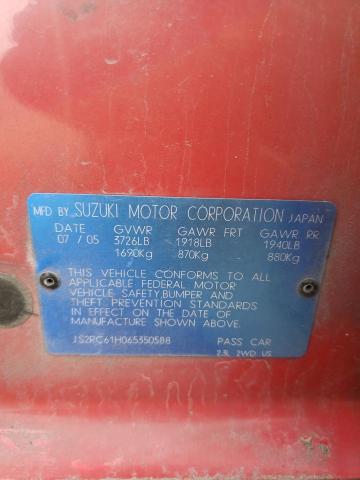 MFD BY SUZUKI MOTOR CORPORATION JAPAN
DATE GVWR GAWR FRT GAWR RR
07 / 05 3726LB 1918LB 1940LB
1690Kg 870Kg 880Kg
THIS VEHICLE CONFORMS TO ALL
APPLICABLE FEDERAL MOTOR
VEHICLE SAFETY,BUMPER AND
THEFT PREVENTION STANDARDS
IN EFFECT ON THE DATE OF
MANUFACTURE SHOWN ABOVE.
JS2RC61H065350588 PASS CAR
2.3L 2WD US